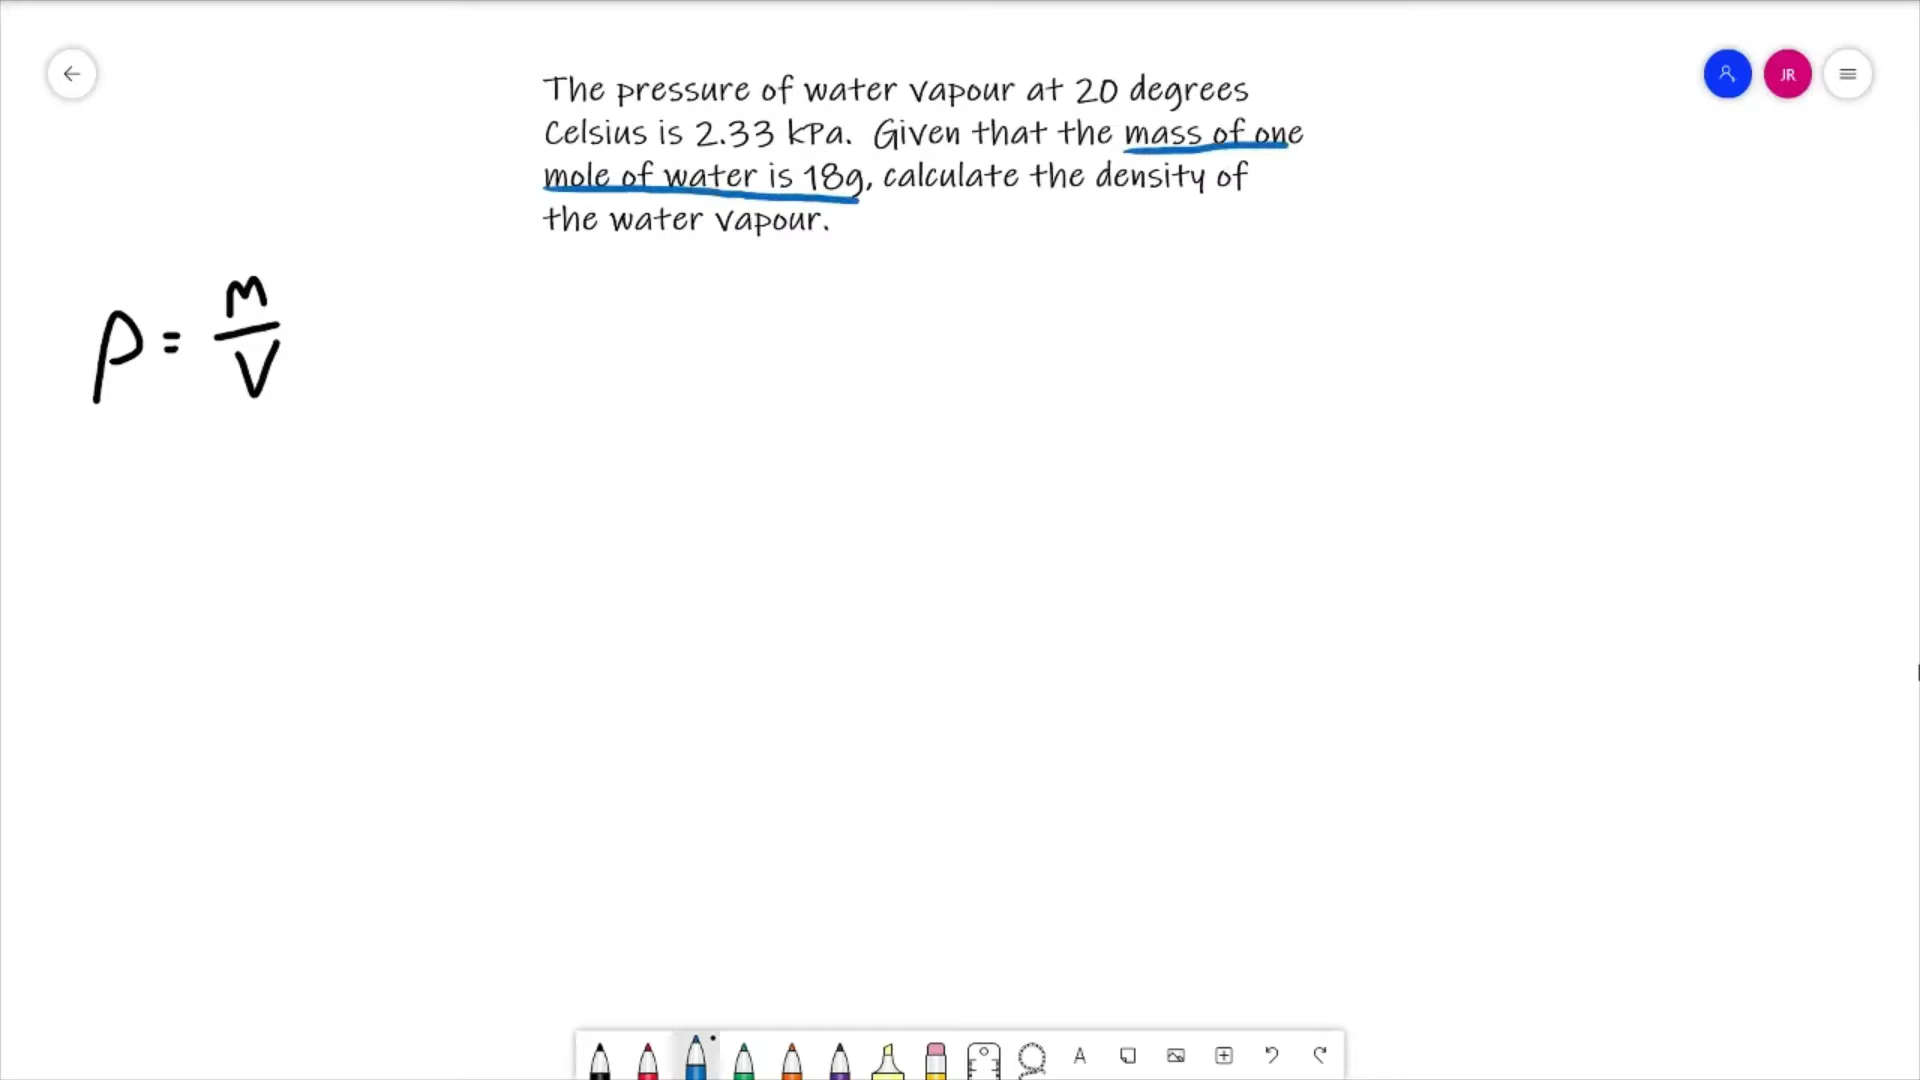 JR
The pressure of water vapour at 20 degrees
Celsius is 2.33 kPa. Given that the mass of one
mole of water is 18g, calculate the density of
the water vapour.
ρ = m/V
A